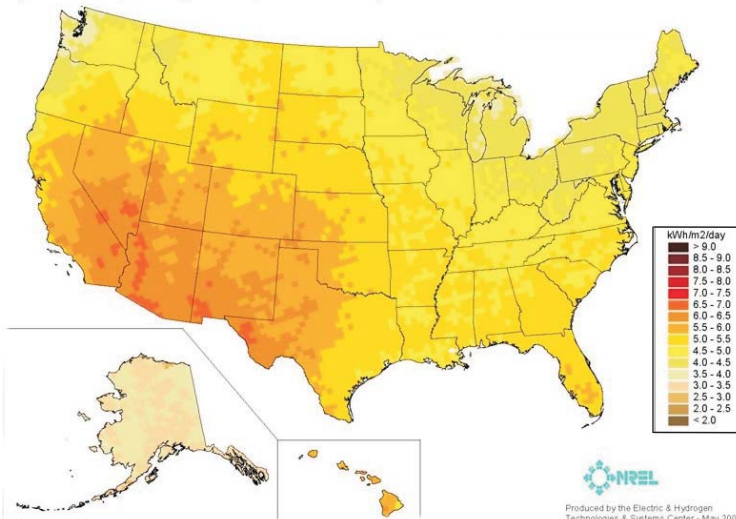 kWh/m2/day
> 9.0
8.5 - 9.0
8.0 - 8.5
7.5 - 8.0
7.0 - 7.5
6.5 - 7.0
6.0 - 6.5
5.5 - 6.0
5.0 - 5.5
4.5 - 5.0
4.0 - 4.5
3.5 - 4.0
3.0 - 3.5
2.5 - 3.0
2.0 - 2.5
< 2.0
NREL
Produced by the Electric & Hydrogen
Technologies & Systems Center - May 200